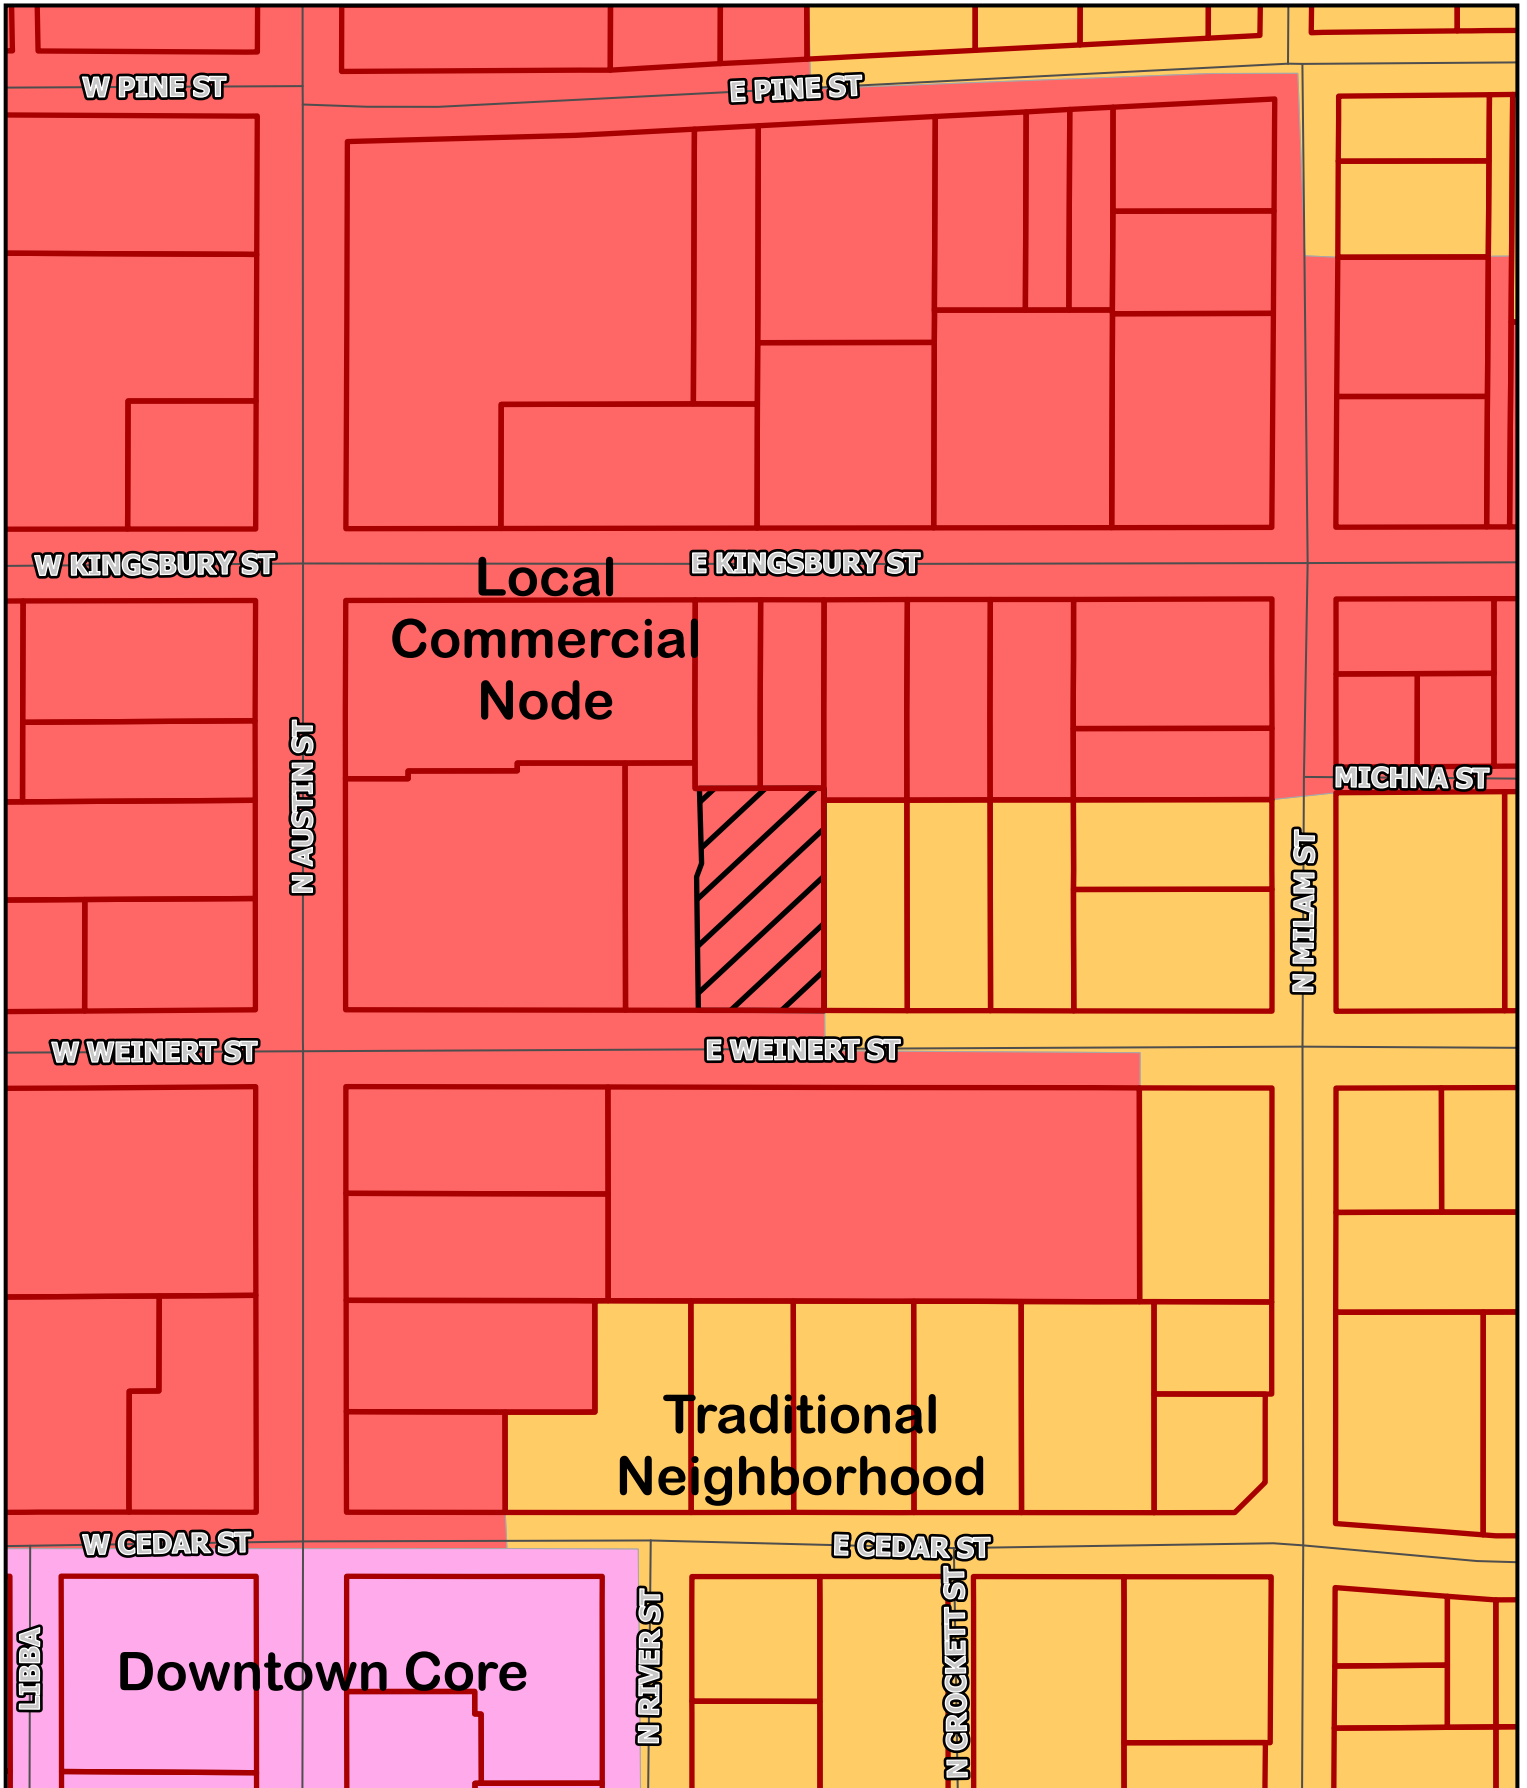 W PINE ST
E PINE ST
W KINGSBURY ST
E KINGSBURY ST
Local
Commercial
Node
N AUSTIN ST
MICHNA ST
N MILAM ST
W WEINERT ST
E WEINERT ST
Traditional
Neighborhood
W CEDAR ST
E CEDAR ST
LIBBA
Downtown Core
N RIVER ST
N CROCKETT ST